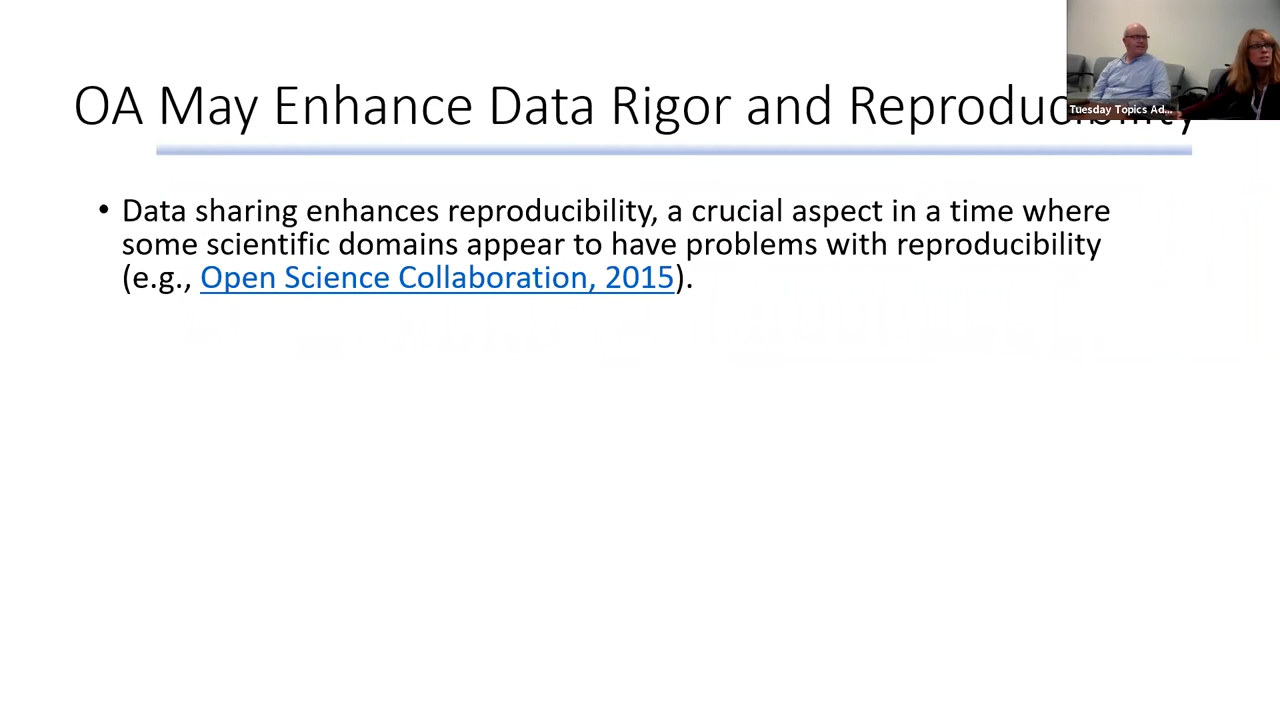 OA May Enhance Data Rigor and Reproducibility
Tuesday Topics Ad...
• Data sharing enhances reproducibility, a crucial aspect in a time where
some scientific domains appear to have problems with reproducibility
(e.g., Open Science Collaboration, 2015).